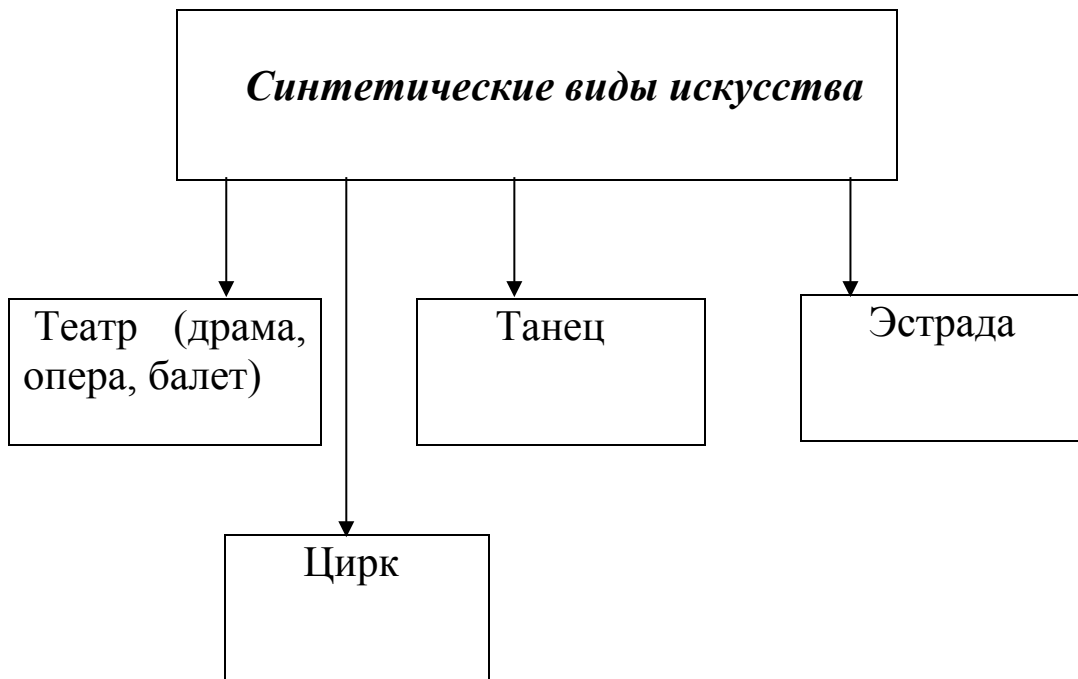 Синтетические виды искусства
Театр (драма,
опера, балет)
Танец
Эстрада
Цирк